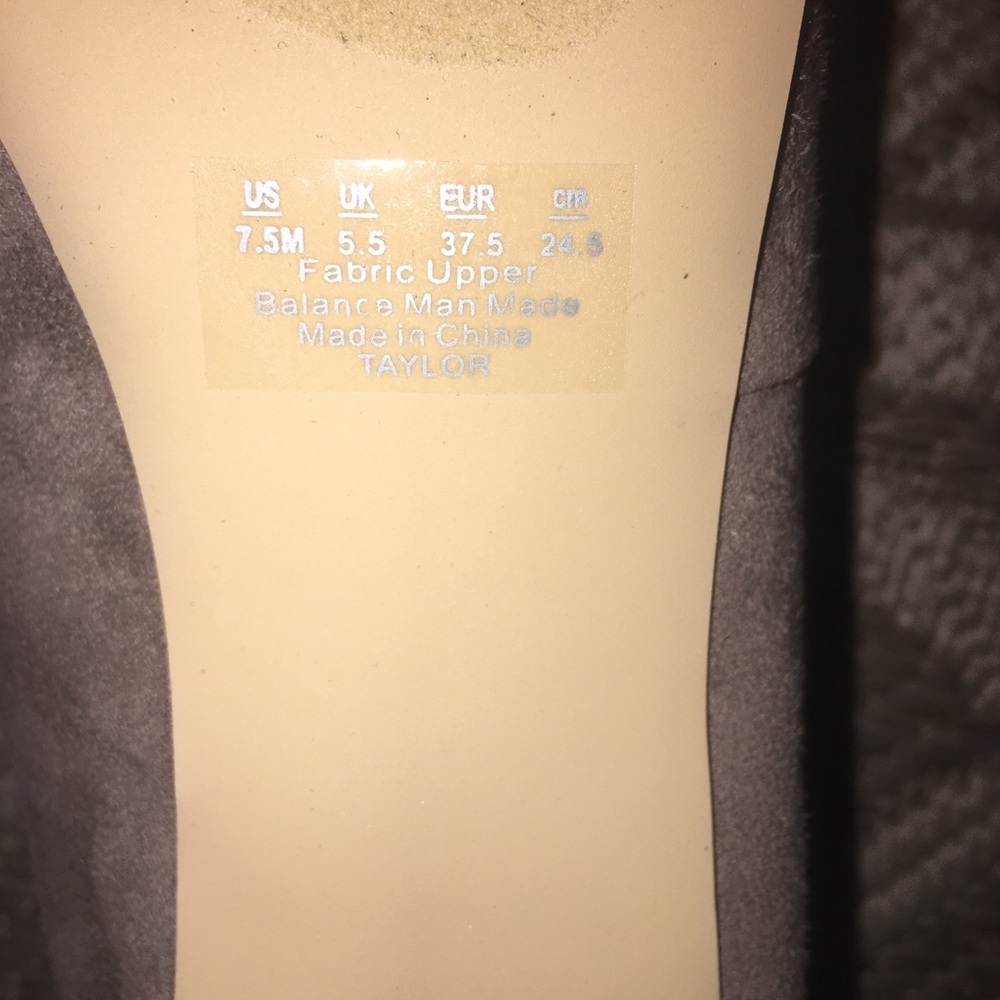 US UK EUR cm
7.5M 5.5 37.5 24.5
Fabric Upper
Balance Man Made
Made in China
TAYLOR